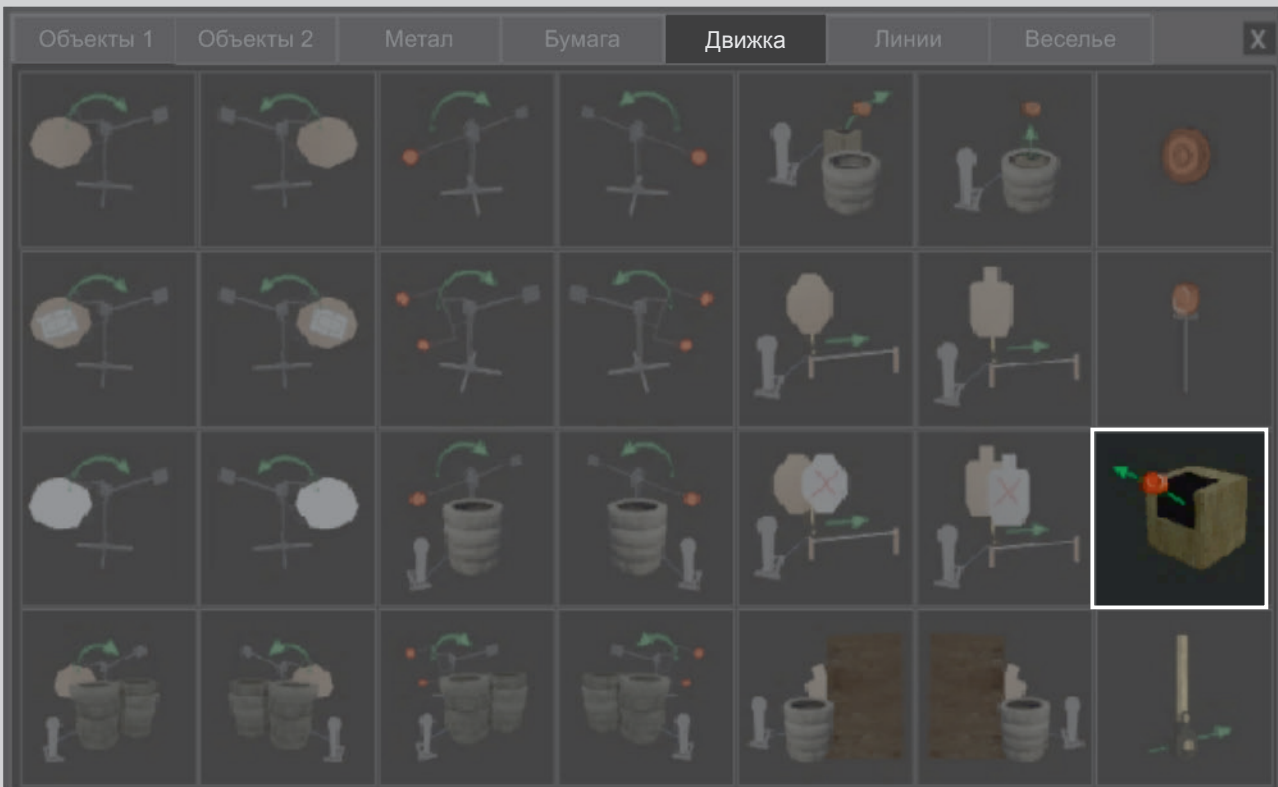 Объекты 1
Объекты 2
Метал
Бумага
Движка
Линии
Веселье
X